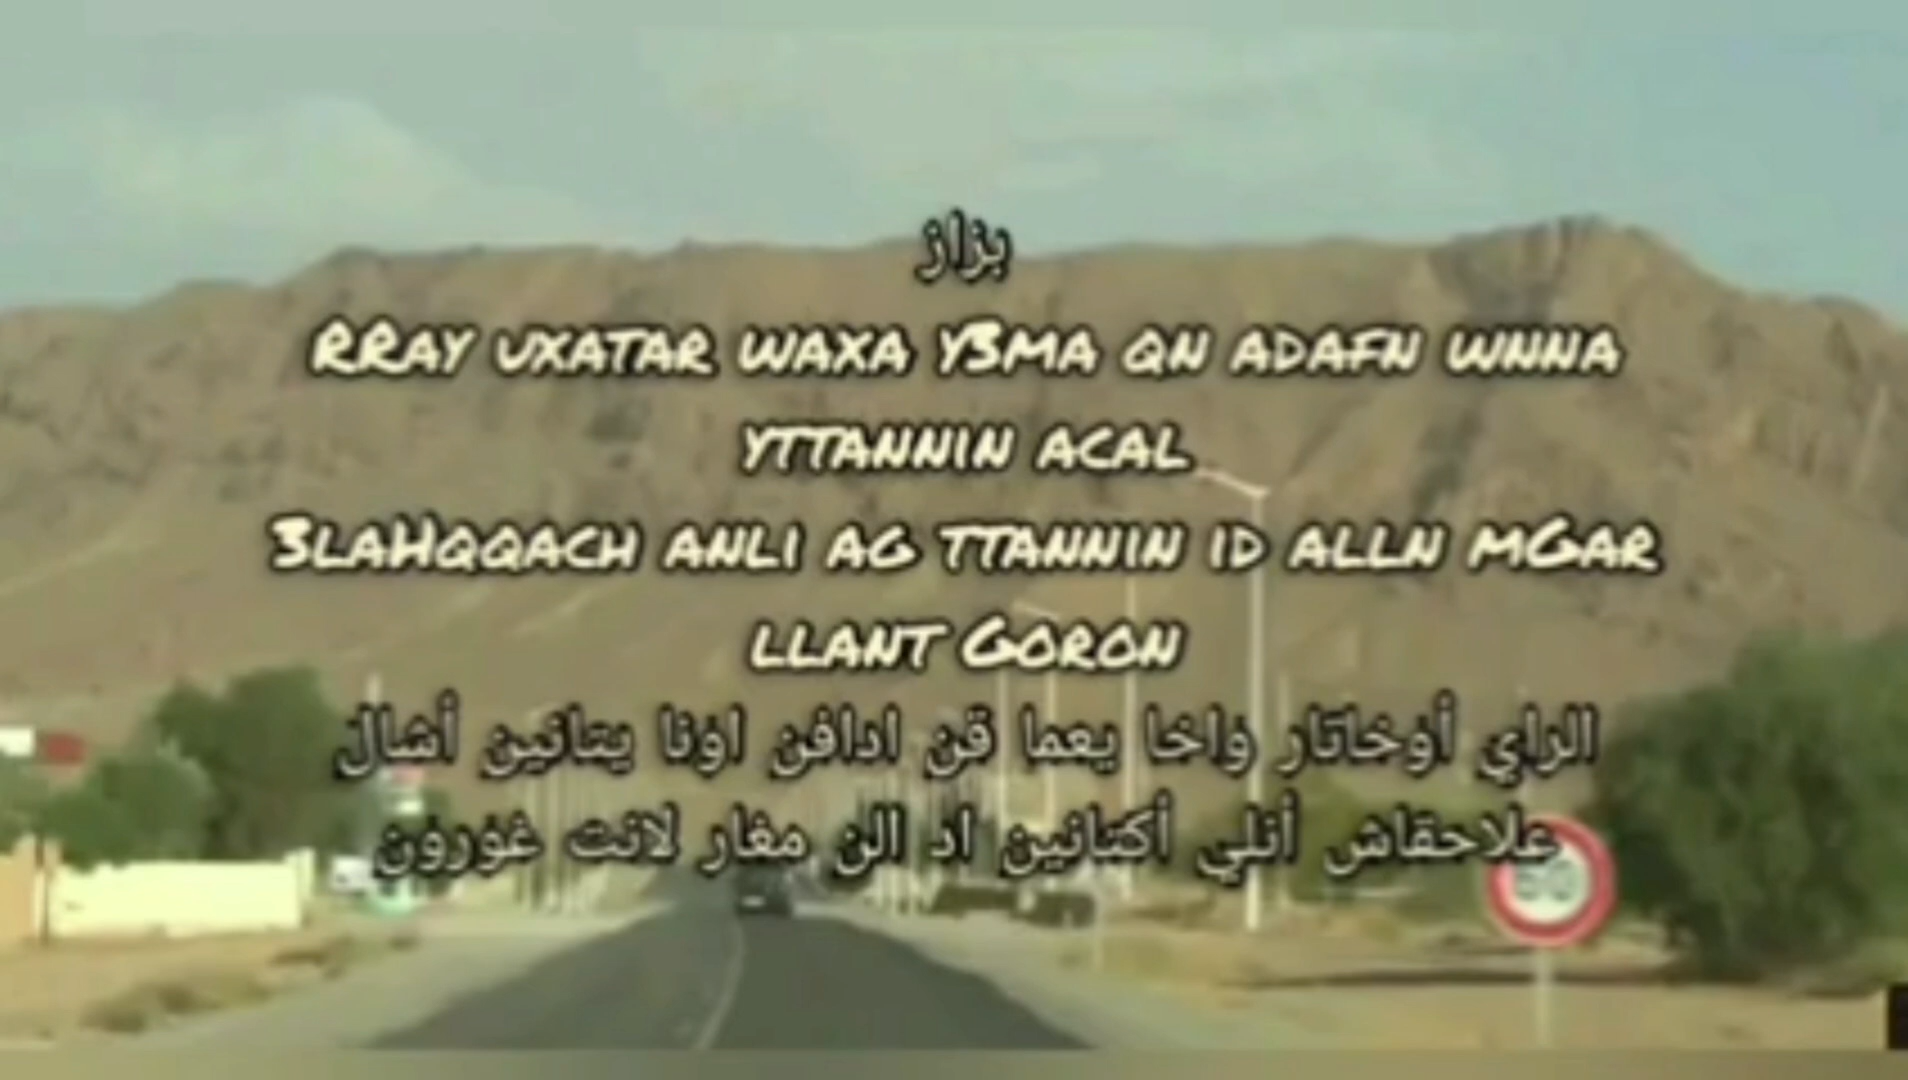 بزاز
RRAY UXATAR WAXA Y3MA QN ADAFN WNNA
YTTANNIN ACAL
3LAHQQACH ANLI AG TTANNIN ID ALLN MGAR
LLANT GORON
الراي أوخاتار واخا يعما قن ادافن اونا يتانين أشال
علاحقاش أنلي أكتانين اد الن مغار لانت غورون
60